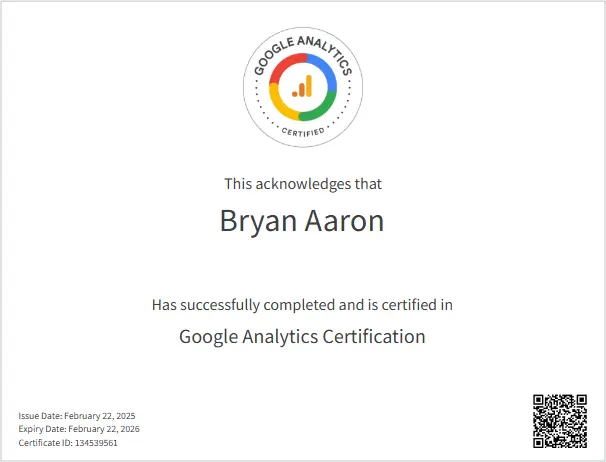 GOOGLE ANALYTICS
CERTIFIED
This acknowledges that
Bryan Aaron
Has successfully completed and is certified in
Google Analytics Certification
Issue Date: February 22, 2025
Expiry Date: February 22, 2026
Certificate ID: 134539561